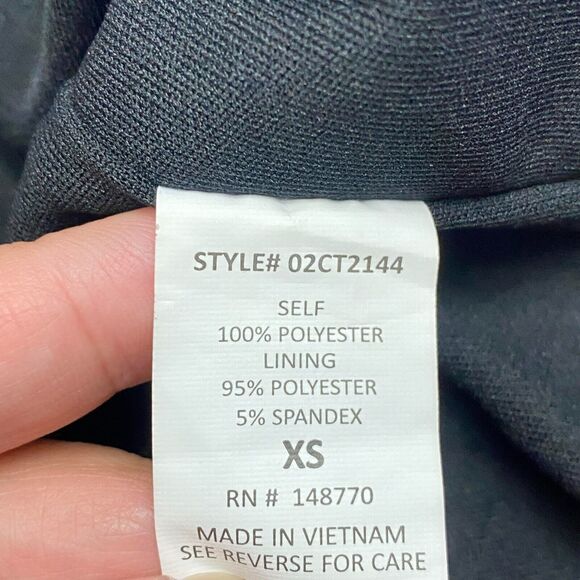 STYLE# 02CT2144
SELF
100% POLYESTER
LINING
95% POLYESTER
5% SPANDEX
XS
RN # 148770
MADE IN VIETNAM
SEE REVERSE FOR CARE